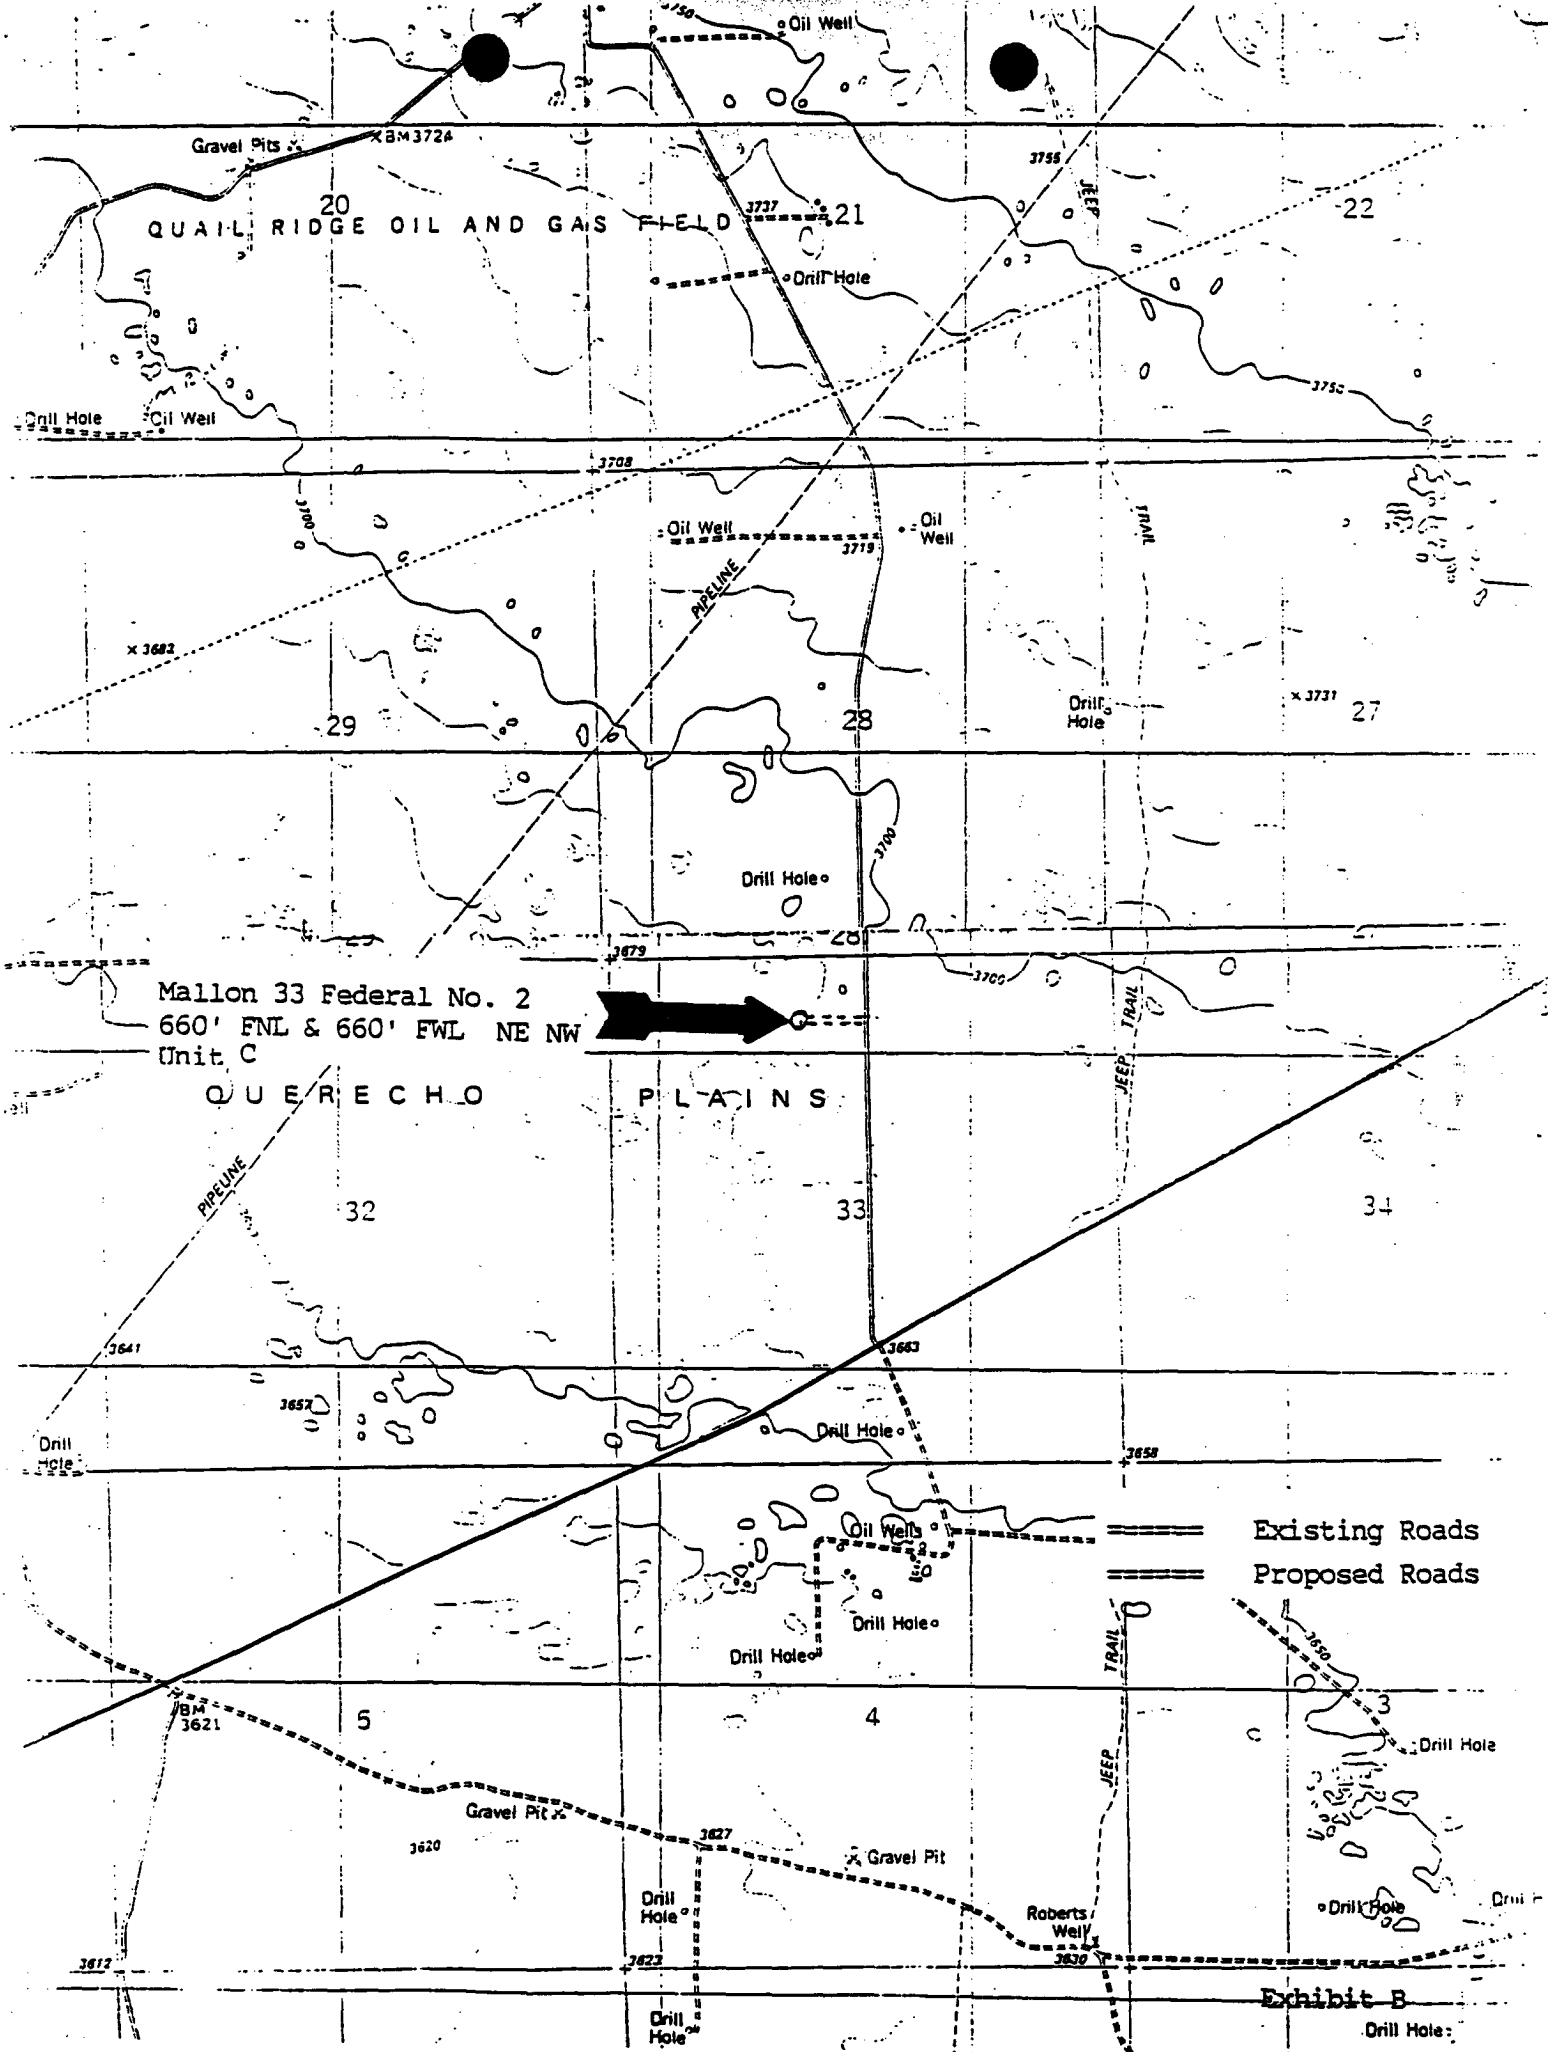 3750
Oil Well
Gravel Pits
BM3724
3755
JEEP
20
3737
21
22
QUAIL RIDGE OIL AND GAS FIELD
Drill Hole
3750
Drill Hole
Oil Well
3708
3700
Oil Well
Oil
Well
3719
TRAIL
PIPELINE
3682
Drill
Hole
3731
29
28
27
3700
Drill Hole
28
3679
3700
Mallon 33 Federal No. 2
660' FNL & 660' FWL NE NW
Unit C
JEEP TRAIL
QUERECHO PLAINS
PIPELINE
32
33
34
3641
3663
3657
Drill Hole
Drill
Hole
3658
Oil Wells
Existing Roads
Proposed Roads
Drill Hole
Drill Hole
JEEP TRAIL
3650
BM
3621
5
4
3
Drill Hole
Gravel Pit
3620
3627
Gravel Pit
Drill
Hole
Roberts
Well
Drill Hole
3612
3623
3630
Exhibit B
Drill
Hole
Drill Hole